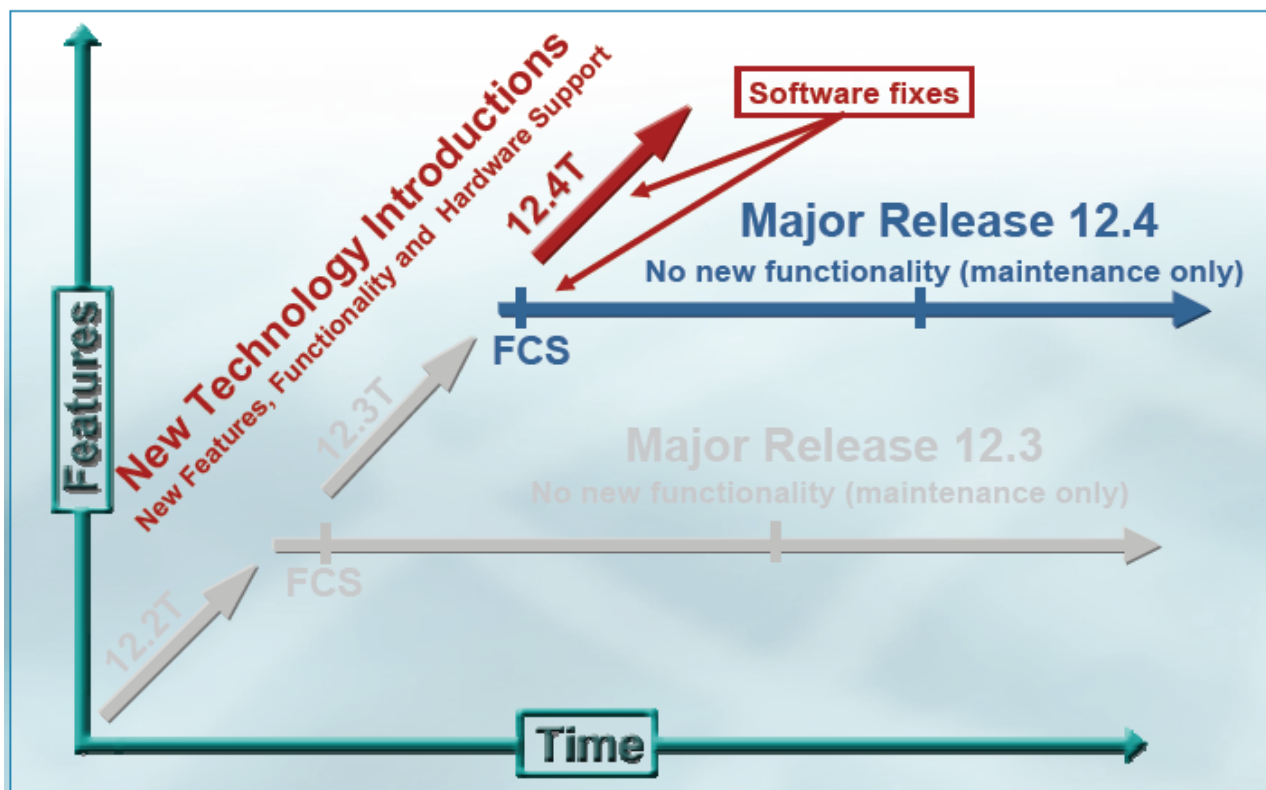 New Technology Introductions
New Features, Functionality and Hardware Support
Software fixes
12.4T
Major Release 12.4
No new functionality (maintenance only)
FCS
Features
12.3T
Major Release 12.3
No new functionality (maintenance only)
FCS
12.2T
Time